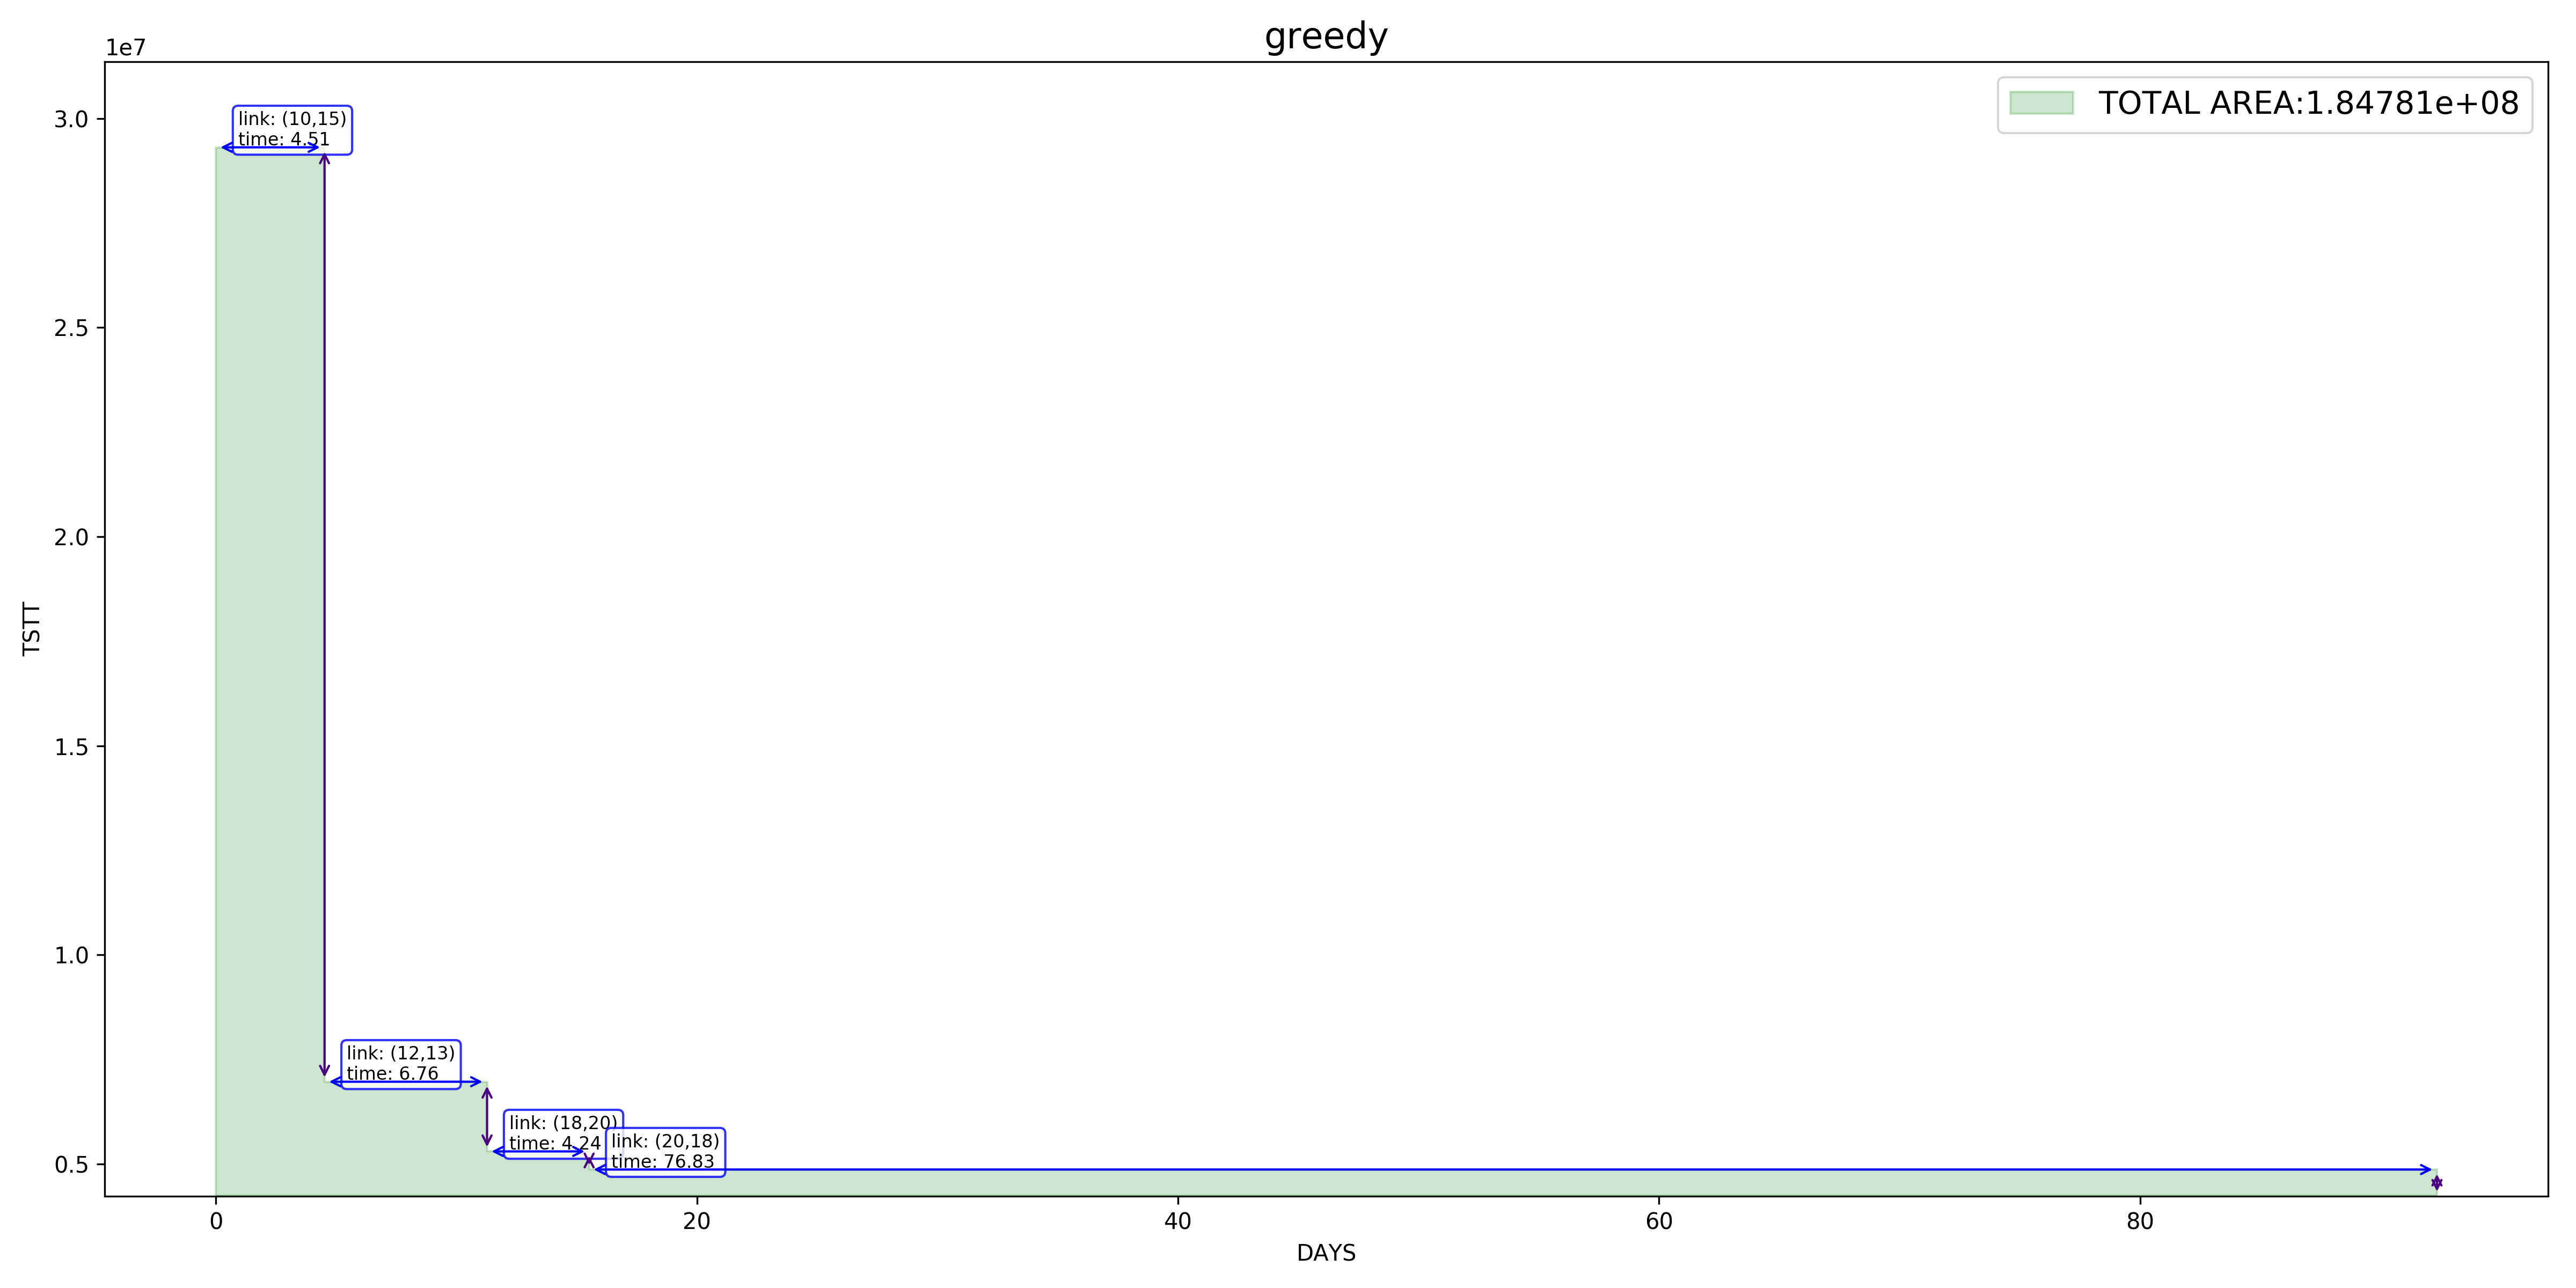 greedy
1e7
TOTAL AREA:1.84781e+08
3.0
2.5
2.0
1.5
1.0
0.5
TSTT
link: (10,15)
time: 4.51
link: (12,13)
time: 6.76
link: (18,20)
time: 4.24
link: (20,18)
time: 76.83
0
20
40
60
80
DAYS